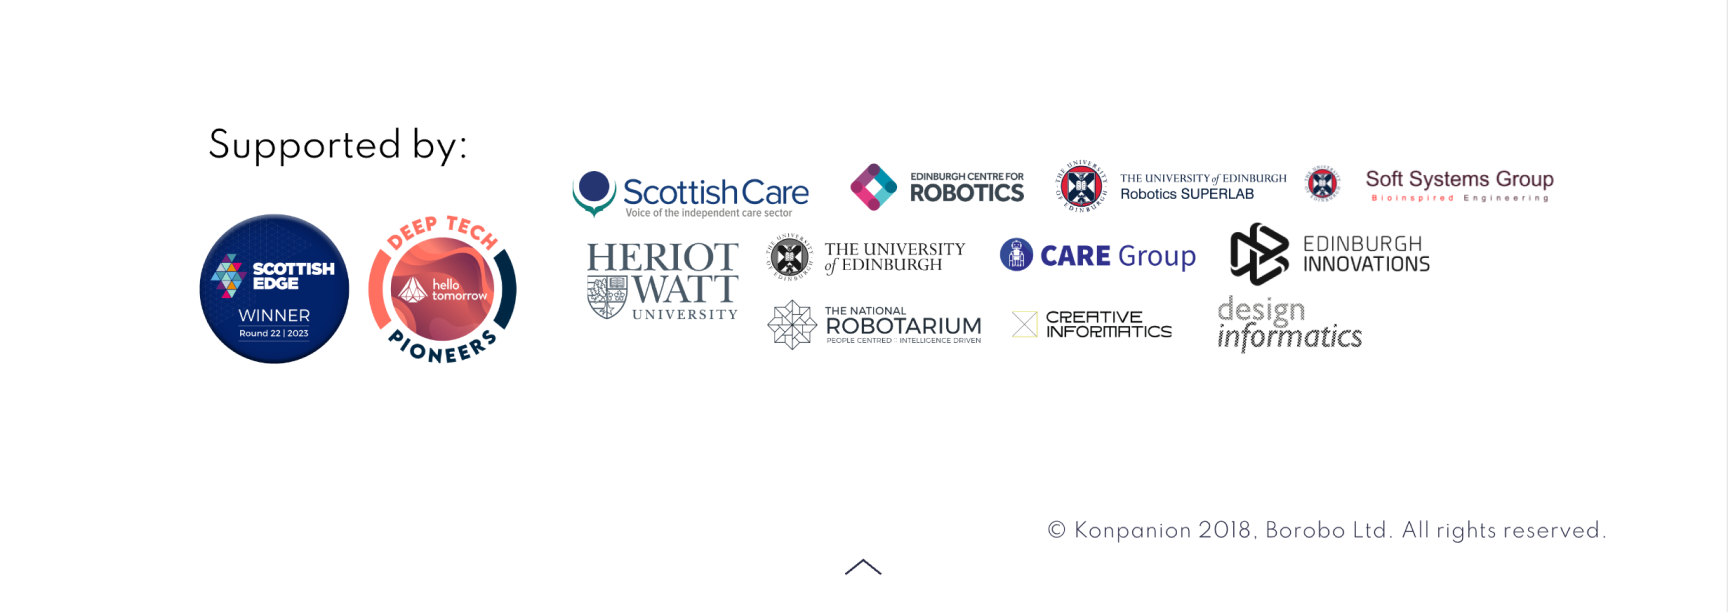 Supported by:
SCOTTISH
EDGE
WINNER
Round 22 | 2023
DEEP TECH
hello
tomorrow
PIONEERS
Scottish Care
Voice of the independent care sector
EDINBURGH CENTRE FOR
ROBOTICS
THE UNIVERSITY of EDINBURGH
Robotics SUPERLAB
Soft Systems Group
Bioinspired Engineering
HERIOT
WATT
UNIVERSITY
THE UNIVERSITY
of EDINBURGH
CARE Group
EDINBURGH
INNOVATIONS
THE NATIONAL
ROBOTARIUM
PEOPLE CENTRED :: INTELLIGENCE DRIVEN
CREATIVE
INFORMATICS
design
informatics
© Konpanion 2018, Borobo Ltd. All rights reserved.